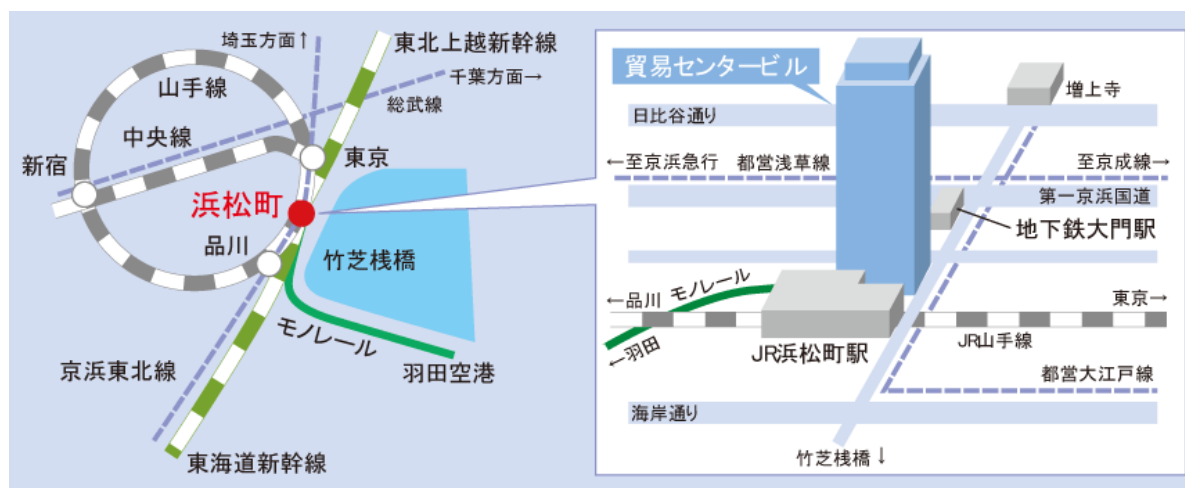 埼玉方面↑
東北上越新幹線
千葉方面→
山手線
総武線
中央線
新宿
東京
浜松町
品川
竹芝桟橋
モノレール
京浜東北線
羽田空港
東海道新幹線
貿易センタービル
増上寺
日比谷通り
←至京浜急行
都営浅草線
至京成線→
第一京浜国道
地下鉄大門駅
←品川
モノレール
東京→
←羽田
JR浜松町駅
JR山手線
都営大江戸線
海岸通り
竹芝桟橋↓